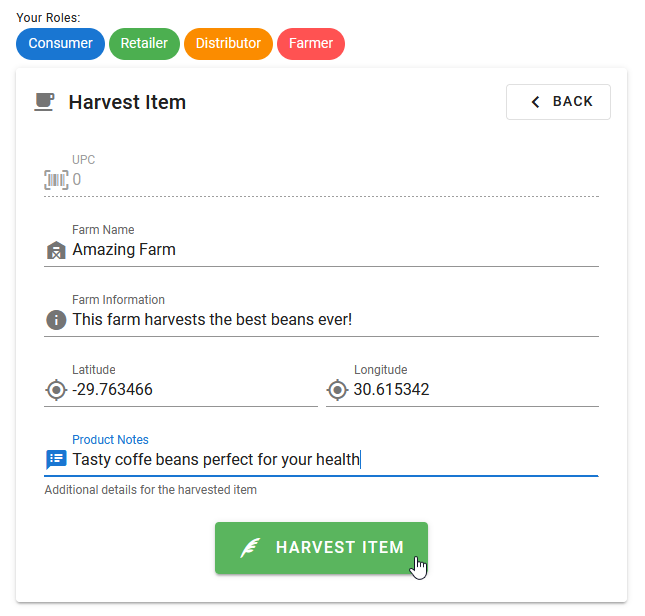 Your Roles:
Consumer Retailer Distributor Farmer
Harvest Item
BACK
UPC
0
Farm Name
Amazing Farm
Farm Information
This farm harvests the best beans ever!
Latitude Longitude
-29.763466 30.615342
Product Notes
Tasty coffe beans perfect for your health
Additional details for the harvested item
HARVEST ITEM